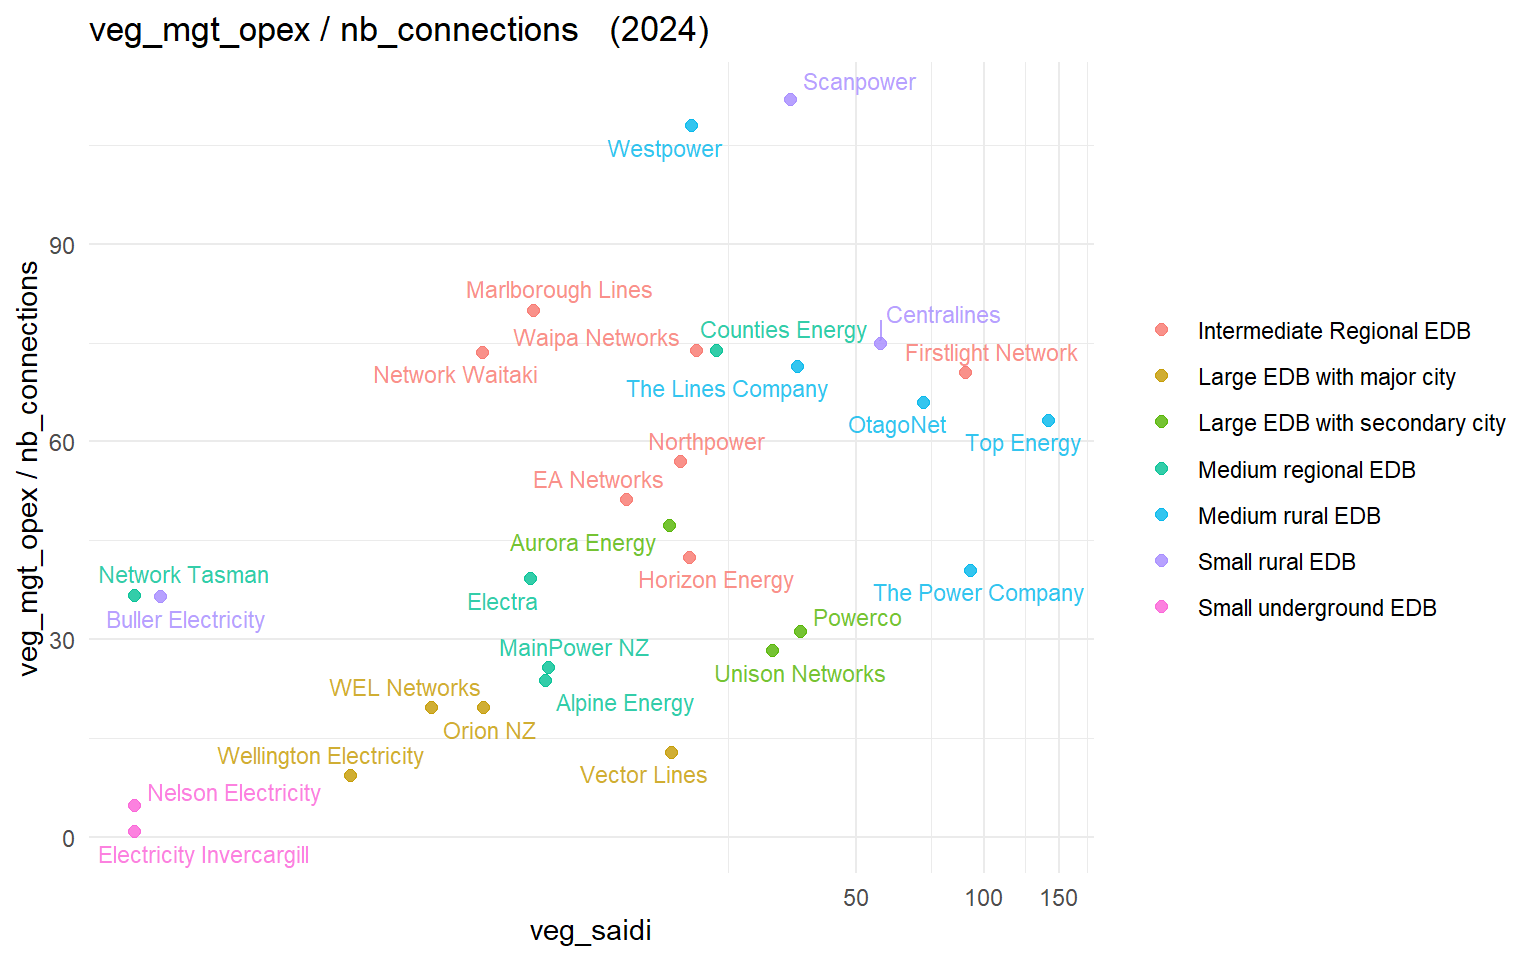 veg_mgt_opex / nb_connections (2024)
Scanpower
Westpower
90
Marlborough Lines
Centralines
Counties Energy
Waipa Networks
Firstlight Network
Network Waitaki
The Lines Company
OtagoNet
60
Northpower
Top Energy
EA Networks
Aurora Energy
Network Tasman
Horizon Energy
The Power Company
Electra
Buller Electricity
Powerco
30
MainPower NZ
Unison Networks
WEL Networks
Alpine Energy
Orion NZ
Wellington Electricity
Vector Lines
Nelson Electricity
0
Electricity Invercargill
50 100 150
veg_saidi
veg_mgt_opex / nb_connections
Intermediate Regional EDB
Large EDB with major city
Large EDB with secondary city
Medium regional EDB
Medium rural EDB
Small rural EDB
Small underground EDB